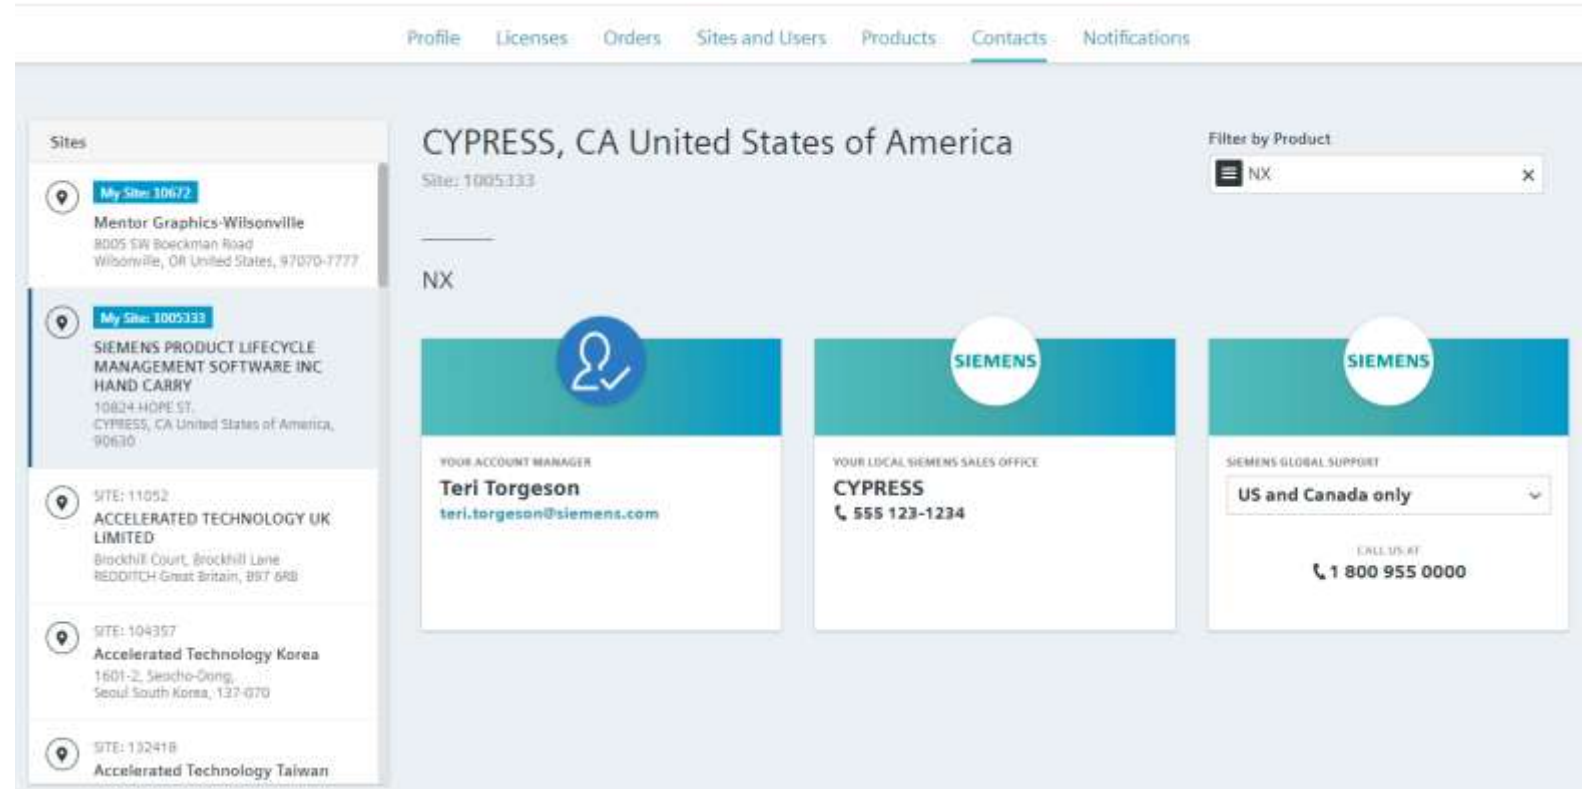 Profile Licenses Orders Sites and Users Products Contacts Notifications
Sites
My Site: 10672
Mentor Graphics-Wilsonville
8005 SW Boeckman Road
Wilsonville, OR United States, 97070-7777
My Site: 1005333
SIEMENS PRODUCT LIFECYCLE
MANAGEMENT SOFTWARE INC
HAND CARRY
10824 HOPE ST.
CYPRESS, CA United States of America,
90630
SITE: 11052
ACCELERATED TECHNOLOGY UK
LIMITED
Brockhill Court, Brockhill Lane
REDDITCH Great Britain, B97 6RB
SITE: 104357
Accelerated Technology Korea
1601-2, Seocho-Dong,
Seoul South Korea, 137-070
SITE: 132418
Accelerated Technology Taiwan
CYPRESS, CA United States of America
Site: 1005333
Filter by Product
NX
NX
YOUR ACCOUNT MANAGER
Teri Torgeson
teri.torgeson@siemens.com
SIEMENS
YOUR LOCAL SIEMENS SALES OFFICE
CYPRESS
555 123-1234
SIEMENS
SIEMENS GLOBAL SUPPORT
US and Canada only
CALL US AT
1 800 955 0000